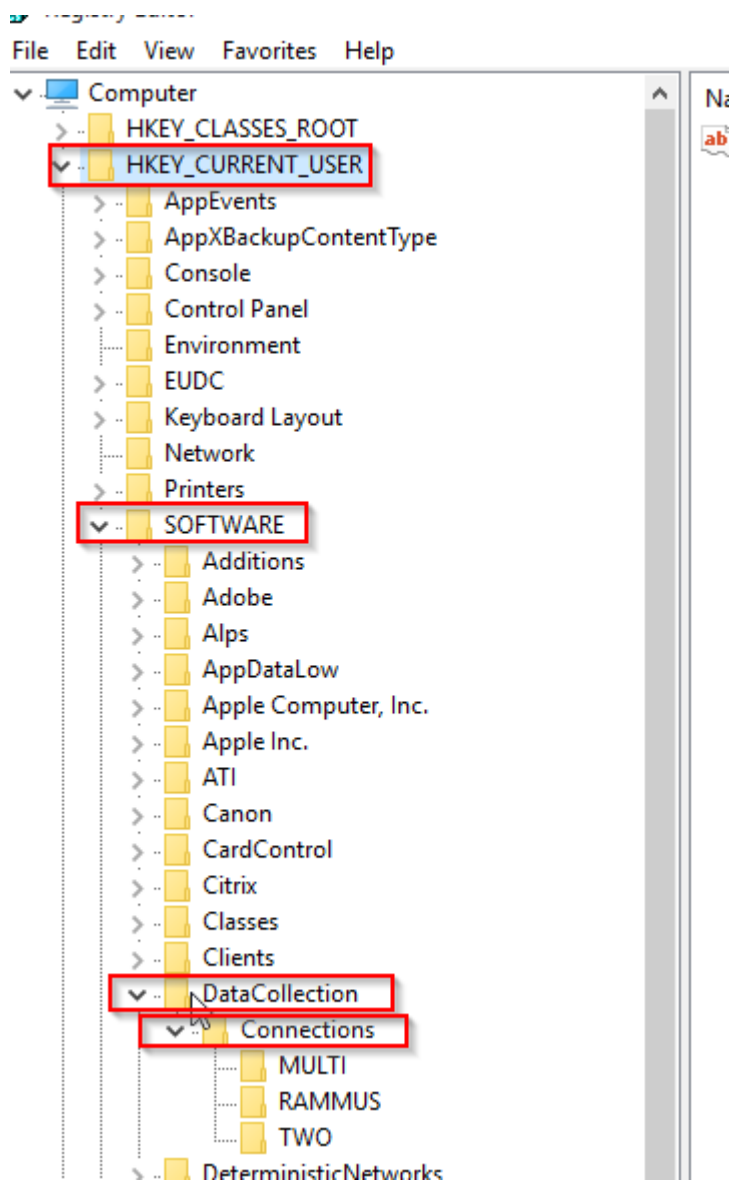 File Edit View Favorites Help
Computer
HKEY_CLASSES_ROOT
HKEY_CURRENT_USER
AppEvents
AppXBackupContentType
Console
Control Panel
Environment
EUDC
Keyboard Layout
Network
Printers
SOFTWARE
Additions
Adobe
Alps
AppDataLow
Apple Computer, Inc.
Apple Inc.
ATI
Canon
CardControl
Citrix
Classes
Clients
DataCollection
Connections
MULTI
RAMMUS
TWO
DeterministicNetworks
ab